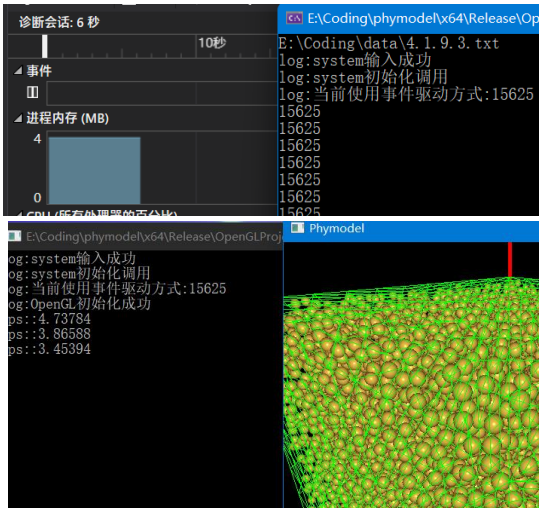 诊断会话: 6 秒
10秒
事件
进程内存 (MB)
4
0
E:\Coding\phymodel\x64\Release\Op
E:\Coding\data\4.1.9.3.txt
log:system输入成功
log:system初始化调用
log:当前使用事件驱动方式:15625
15625
15625
15625
15625
15625
15625
15625
E:\Coding\phymodel\x64\Release\OpenGLProj
og:system输入成功
og:system初始化调用
og:当前使用事件驱动方式:15625
og:OpenGL初始化成功
ps::4.73784
ps::3.86588
ps::3.45394
Phymodel